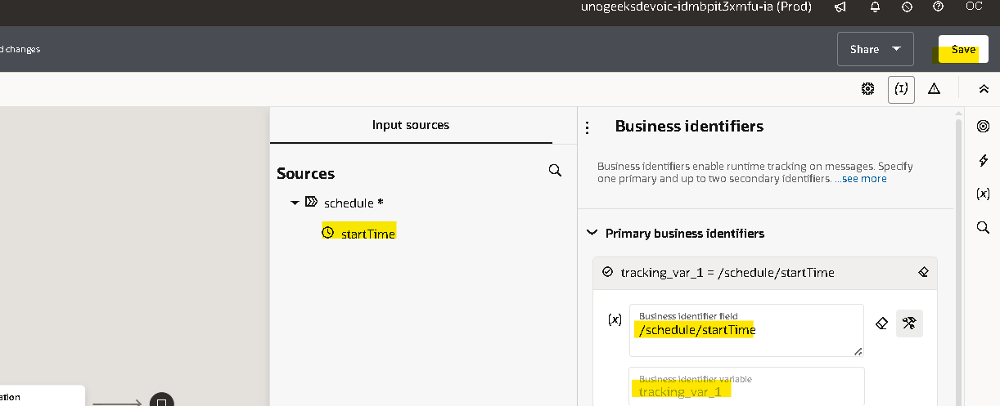 unogeeksdevoic-idmbpit3xmfu-ia (Prod) OC
d changes
Share Save
Input sources
Business identifiers
Business identifiers enable runtime tracking on messages. Specify
one primary and up to two secondary identifiers. ...see more
Sources
schedule *
startTime
Primary business identifiers
tracking_var_1 = /schedule/startTime
Business identifier field
/schedule/startTime
Business identifier variable
tracking_var_1
ation